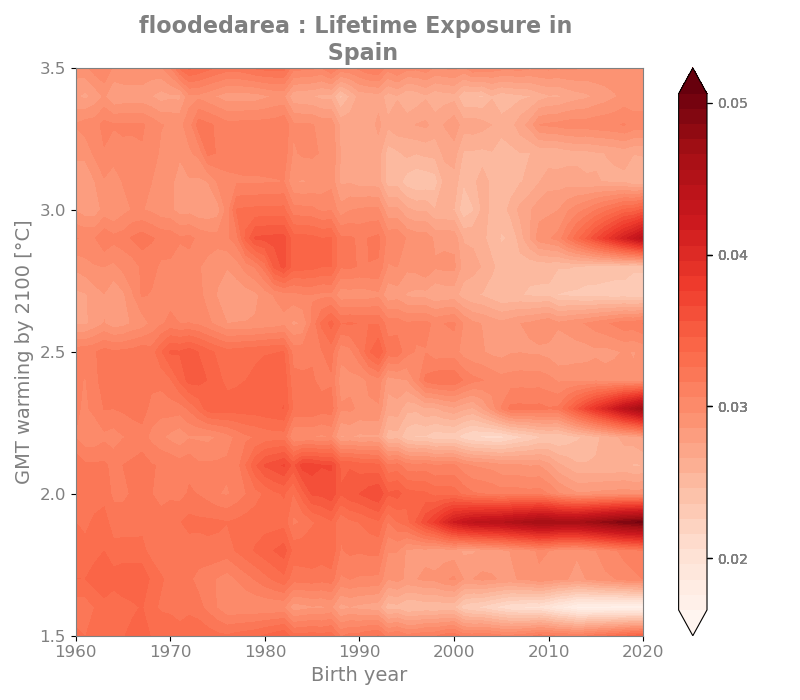 floodedarea : Lifetime Exposure in
Spain
3.5
3.0
2.5
2.0
1.5
GMT warming by 2100 [°C]
1960 1970 1980 1990 2000 2010 2020
Birth year
0.05
0.04
0.03
0.02